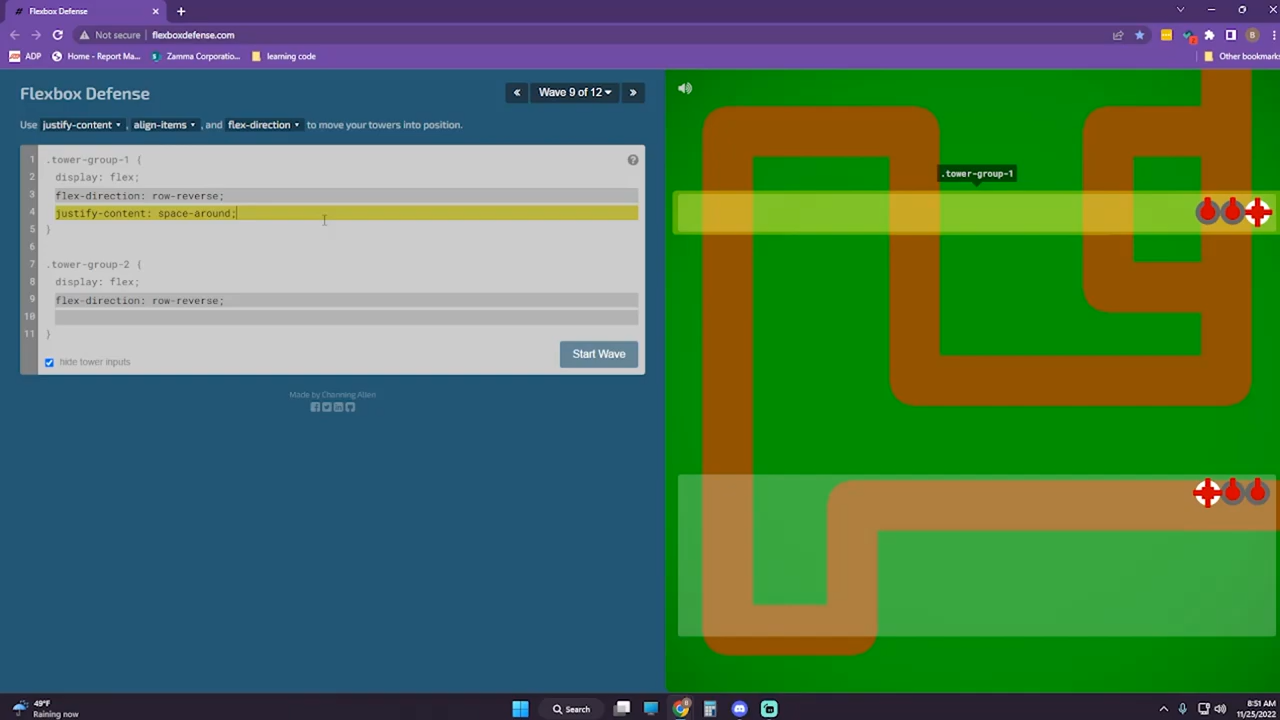 Flexbox Defense
Not secure
flexboxdefense.com
ADP
Home - Report Ma...
Zamma Corporatio...
learning code
Other bookmarks
Flexbox Defense
Wave 9 of 12
Use justify-content, align-items, and flex-direction to move your towers into position.
1 .tower-group-1 {
2 display: flex;
3 flex-direction: row-reverse;
4 justify-content: space-around;
5 }
6
7 .tower-group-2 {
8 display: flex;
9 flex-direction: row-reverse;
10
11 }
hide tower inputs
Start Wave
Made by Channing Allen
.tower-group-1
49°F
Raining now
Search
8:51 AM
11/25/2022